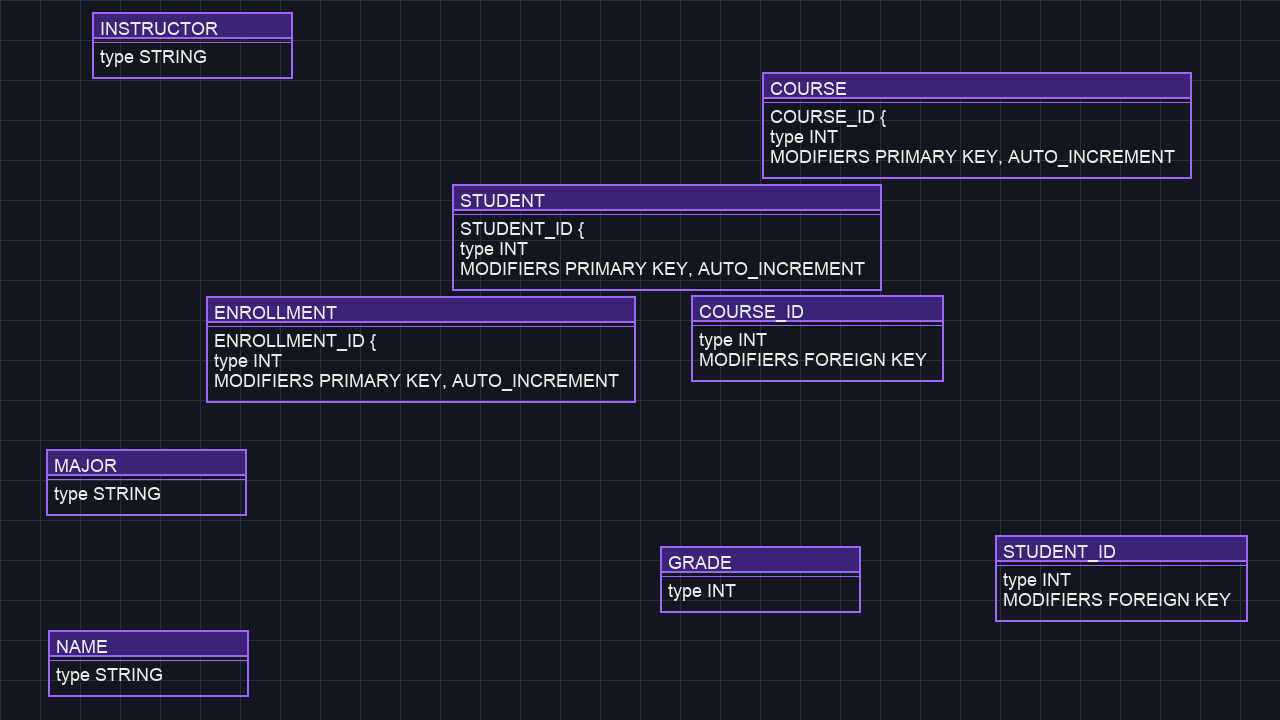 INSTRUCTOR
type STRING
COURSE
COURSE_ID {
type INT
MODIFIERS PRIMARY KEY, AUTO_INCREMENT
STUDENT
STUDENT_ID {
type INT
MODIFIERS PRIMARY KEY, AUTO_INCREMENT
ENROLLMENT
ENROLLMENT_ID {
type INT
MODIFIERS PRIMARY KEY, AUTO_INCREMENT
COURSE_ID
type INT
MODIFIERS FOREIGN KEY
MAJOR
type STRING
GRADE
type INT
STUDENT_ID
type INT
MODIFIERS FOREIGN KEY
NAME
type STRING